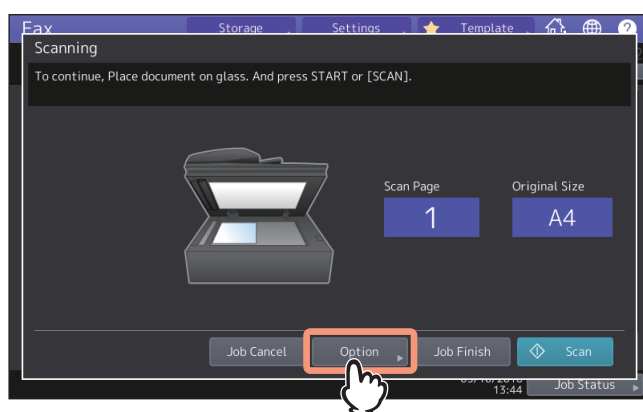 Fax Storage Settings Template ?
Scanning
To continue, Place document on glass. And press START or [SCAN].
Scan Page Original Size
1 A4
Job Cancel Option Job Finish Scan
13:44 Job Status